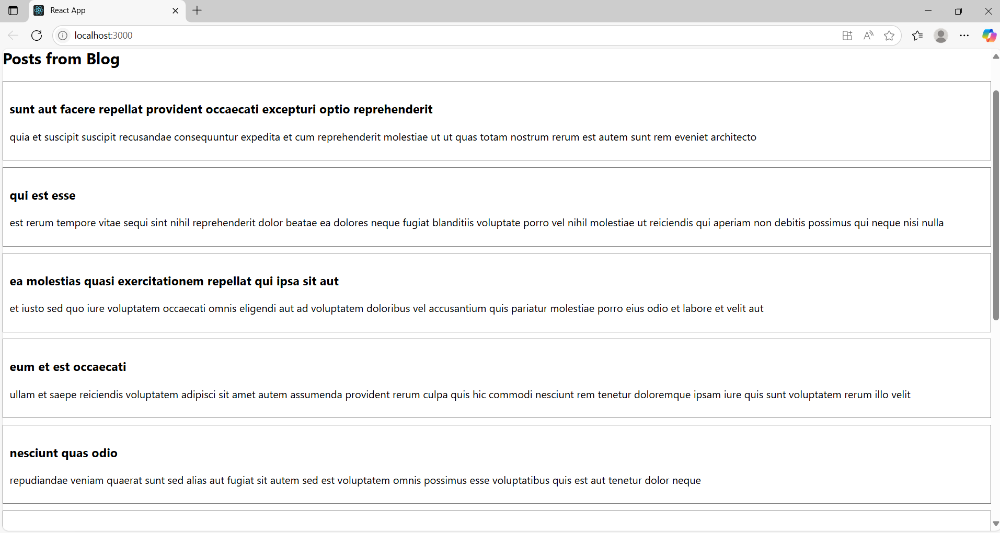 React App
localhost:3000
Posts from Blog
sunt aut facere repellat provident occaecati excepturi optio reprehenderit
quia et suscipit suscipit recusandae consequuntur expedita et cum reprehenderit molestiae ut ut quas totam nostrum rerum est autem sunt rem eveniet architecto
qui est esse
est rerum tempore vitae sequi sint nihil reprehenderit dolor beatae ea dolores neque fugiat blanditiis voluptate porro vel nihil molestiae ut reiciendis qui aperiam non debitis possimus qui neque nisi nulla
ea molestias quasi exercitationem repellat qui ipsa sit aut
et iusto sed quo iure voluptatem occaecati omnis eligendi aut ad voluptatem doloribus vel accusantium quis pariatur molestiae porro eius odio et labore et velit aut
eum et est occaecati
ullam et saepe reiciendis voluptatem adipisci sit amet autem assumenda provident rerum culpa quis hic commodi nesciunt rem tenetur doloremque ipsam iure quis sunt voluptatem rerum illo velit
nesciunt quas odio
repudiandae veniam quaerat sunt sed alias aut fugiat sit autem sed est voluptatem omnis possimus esse voluptatibus quis est aut tenetur dolor neque